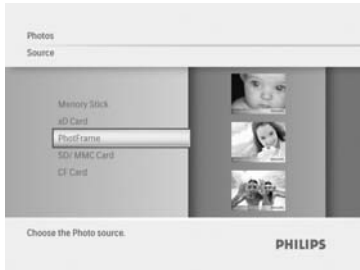 Photos
Source
Memory Stick
xD Card
PhotFrame
SD/ MMC Card
CF Card
Choose the Photo source.
PHILIPS